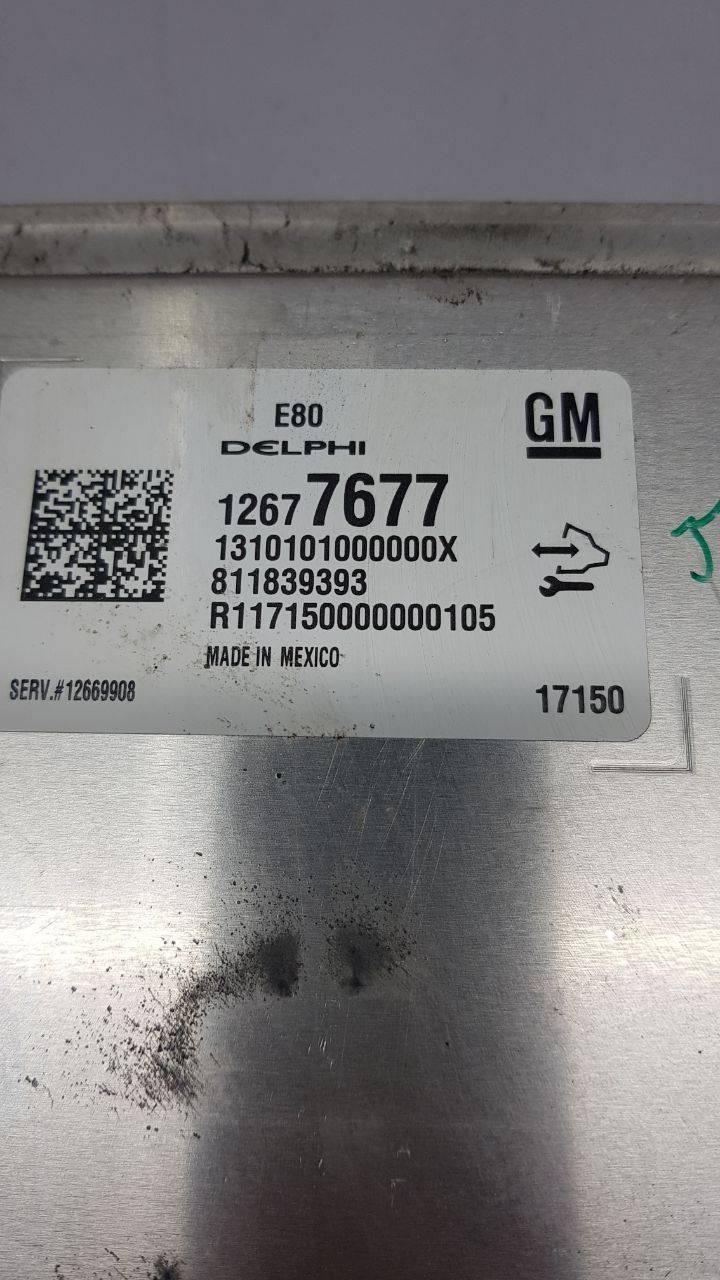 E80
GM
DELPHI
12677677
1310101000000X
811839393
R117150000000105
MADE IN MEXICO
SERV.#12669908
17150